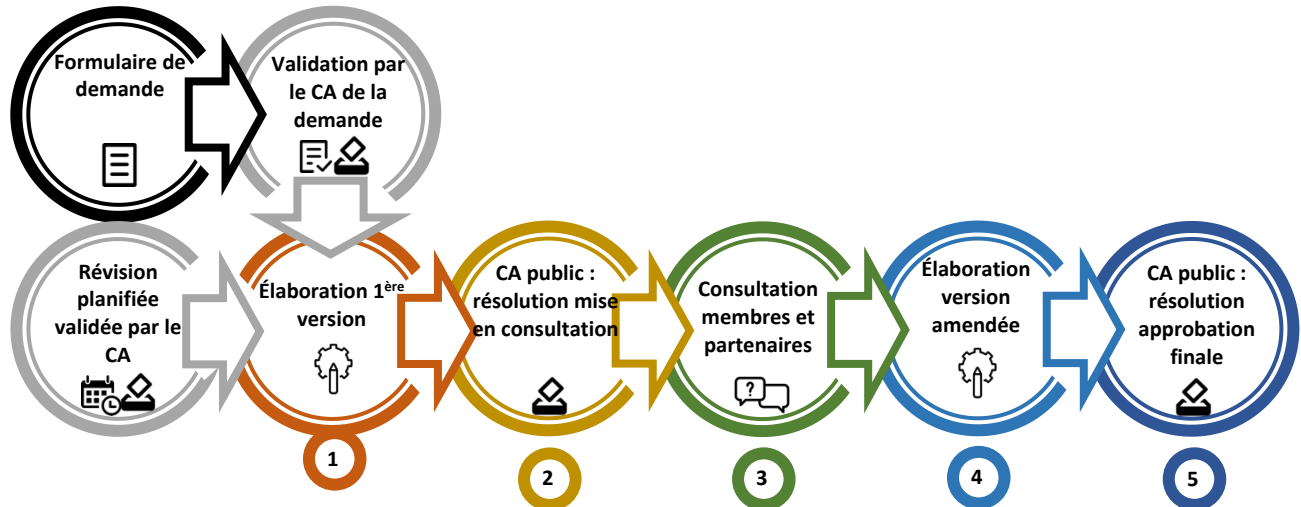 Formulaire de
demande
Validation par
le CA de la
demande
Révision
planifiée
validée par le
CA
Élaboration 1ère
version
CA public :
résolution mise
en consultation
Consultation
membres et
partenaires
?
Élaboration
version
amendée
CA public :
résolution
approbation
finale
1
2
3
4
5